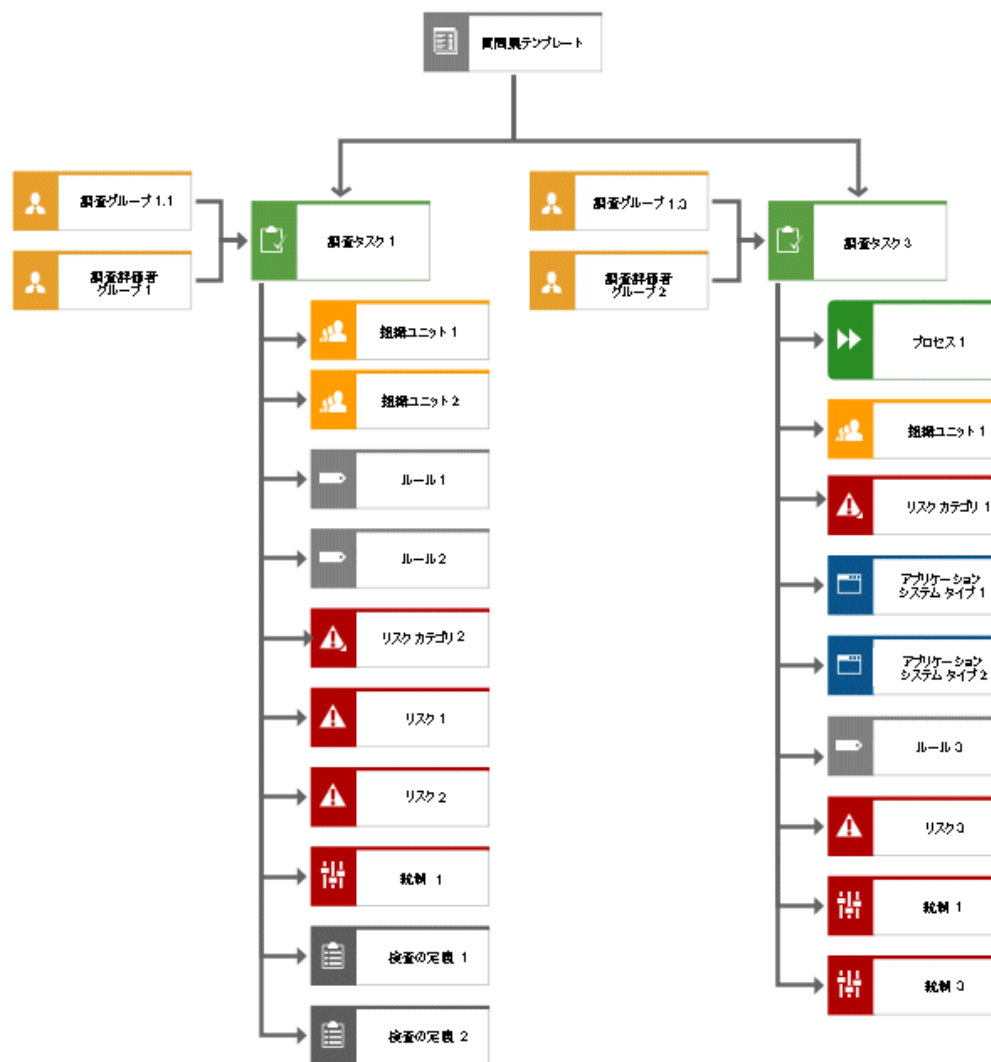 質問票テンプレート
調査グループ 1.1
調査評価者
グループ 1
調査タスク 1
組織ユニット 1
組織ユニット 2
ルール 1
ルール 2
リスク カテゴリ 2
リスク 1
リスク 2
統制 1
検査の定義 1
検査の定義 2
調査グループ 1.3
調査評価者
グループ 2
調査タスク 3
プロセス 1
組織ユニット 1
リスク カテゴリ 1
アプリケーション
システム タイプ 1
アプリケーション
システム タイプ 2
ルール 3
リスク 3
統制 1
統制 3